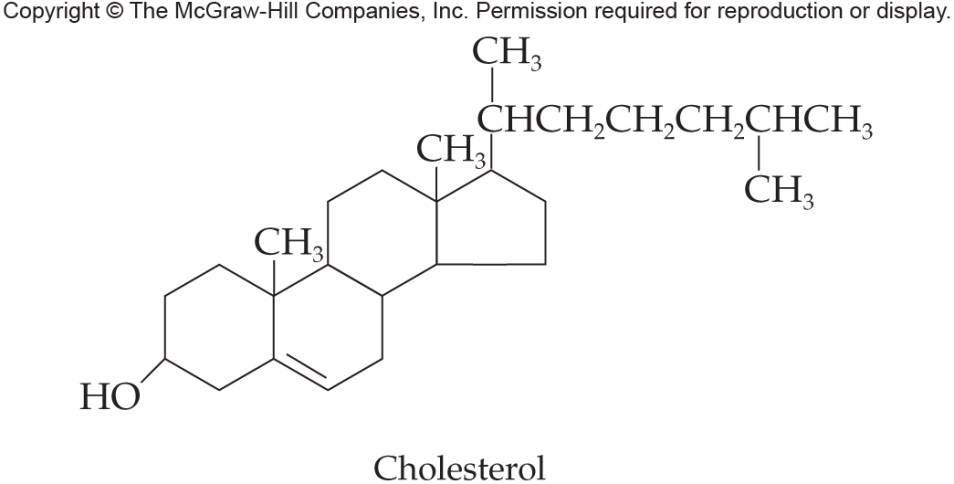 Copyright © The McGraw-Hill Companies, Inc. Permission required for reproduction or display.
CH₃
CHCH₂CH₂CH₂CHCH₃
CH₃
CH₃
CH₃
HO
Cholesterol